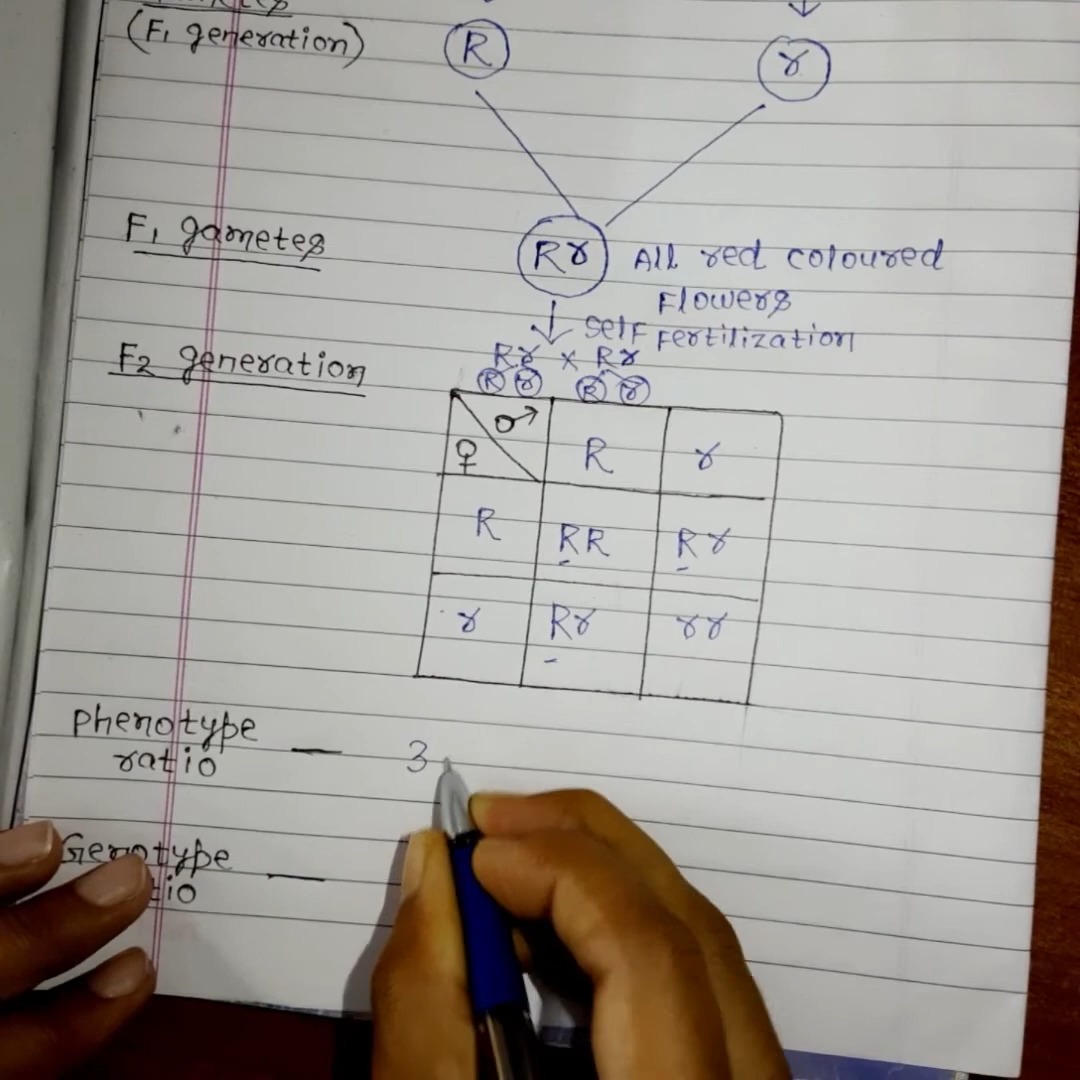 (F1 generation)
R r
F1 gametes
Rr All red coloured
Flowers
self fertilization
F2 generation
Rr × Rr
R r R r
♂
♀ R r
R RR Rr
r Rr rr
Phenotype
ratio — 3
Genotype
tio —